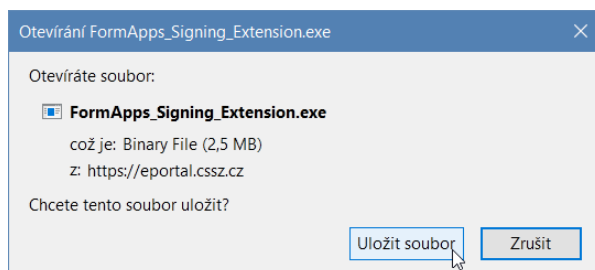 Otevírání FormApps_Signing_Extension.exe
Otevíráte soubor:
FormApps_Signing_Extension.exe
což je: Binary File (2,5 MB)
z: https://eportal.cssz.cz
Chcete tento soubor uložit?
Uložit soubor Zrušit